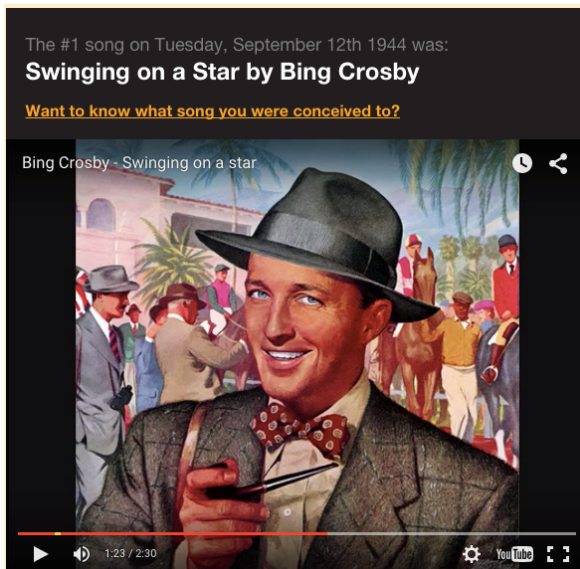 The #1 song on Tuesday, September 12th 1944 was:
Swinging on a Star by Bing Crosby
Want to know what song you were conceived to?
Bing Crosby - Swinging on a star
1:23 / 2:30
YouTube